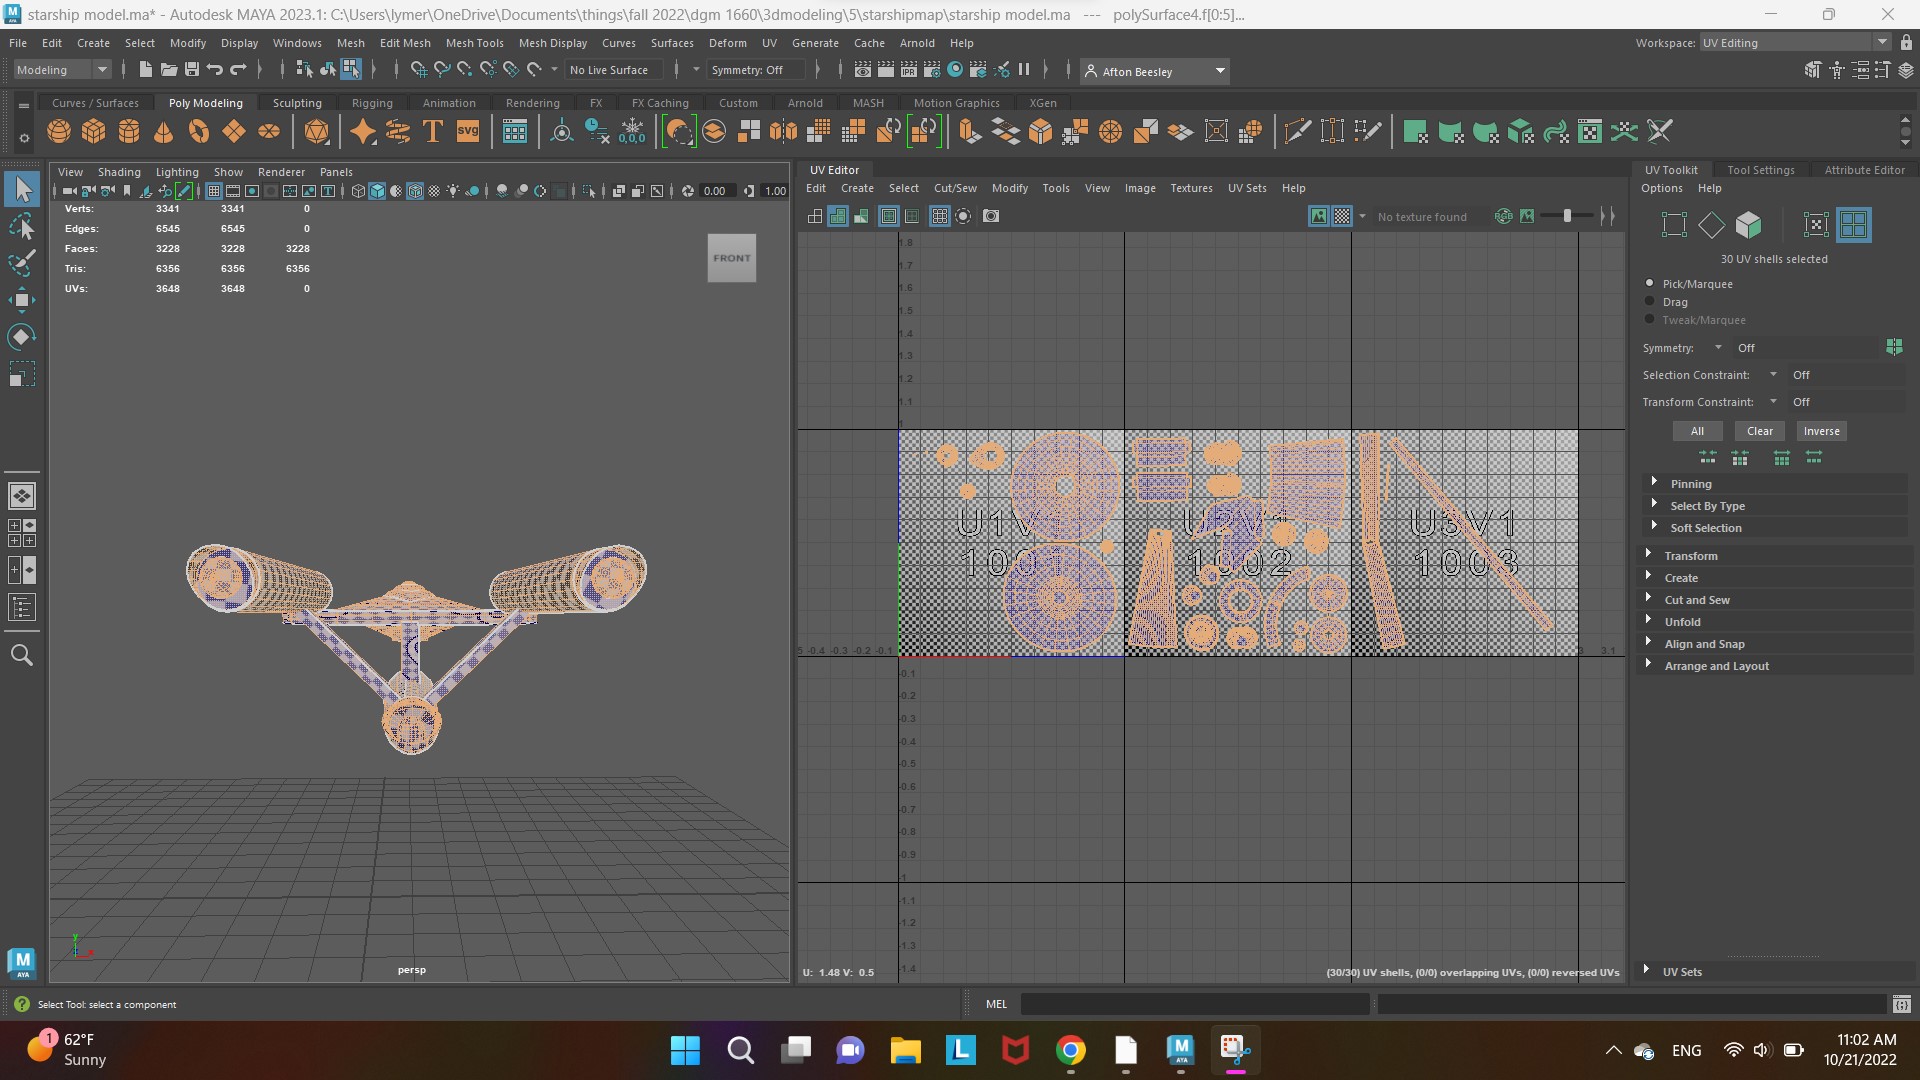 starship model.ma* - Autodesk MAYA 2023.1: C:\Users\lymer\OneDrive\Documents\things\fall 2022\dgm 1660\3dmodeling\5\starshipmap\starship model.ma --- polySurface4.f[0:5]...
File Edit Create Select Modify Display Windows Mesh Edit Mesh Mesh Tools Mesh Display Curves Surfaces Deform UV Generate Cache Arnold Help
Workspace: UV Editing
Modeling No Live Surface Symmetry: Off IPR Afton Beesley
Curves / Surfaces Poly Modeling Sculpting Rigging Animation Rendering FX FX Caching Custom Arnold MASH Motion Graphics XGen
T svg 0,0,0
View Shading Lighting Show Renderer Panels
0.00 1.00
Verts: 3341 3341 0
Edges: 6545 6545 0
Faces: 3228 3228 3228
Tris: 6356 6356 6356
UVs: 3648 3648 0
FRONT
y
x
persp
UV Editor
Edit Create Select Cut/Sew Modify Tools View Image Textures UV Sets Help
No texture found
RGB
1.8
1.7
1.6
1.5
1.4
1.3
1.2
1.1
1
U1V1 U2V1 U3V1
1001 1002 1003
5 -0.4 -0.3 -0.2 -0.1 3 3.1
-0.1
-0.2
-0.3
-0.4
-0.5
-0.6
-0.7
-0.8
-0.9
-1
-1.1
-1.2
-1.3
-1.4
U: 1.48 V: 0.5
(30/30) UV shells, (0/0) overlapping UVs, (0/0) reversed UVs
UV Toolkit Tool Settings Attribute Editor
Options Help
30 UV shells selected
Pick/Marquee
Drag
Tweak/Marquee
Symmetry: Off
Selection Constraint: Off
Transform Constraint: Off
All Clear Inverse
Pinning
Select By Type
Soft Selection
Transform
Create
Cut and Sew
Unfold
Align and Snap
Arrange and Layout
UV Sets
M
AYA
Select Tool: select a component
MEL
1
62°F
Sunny
L
M
AYA
ENG
11:02 AM
10/21/2022